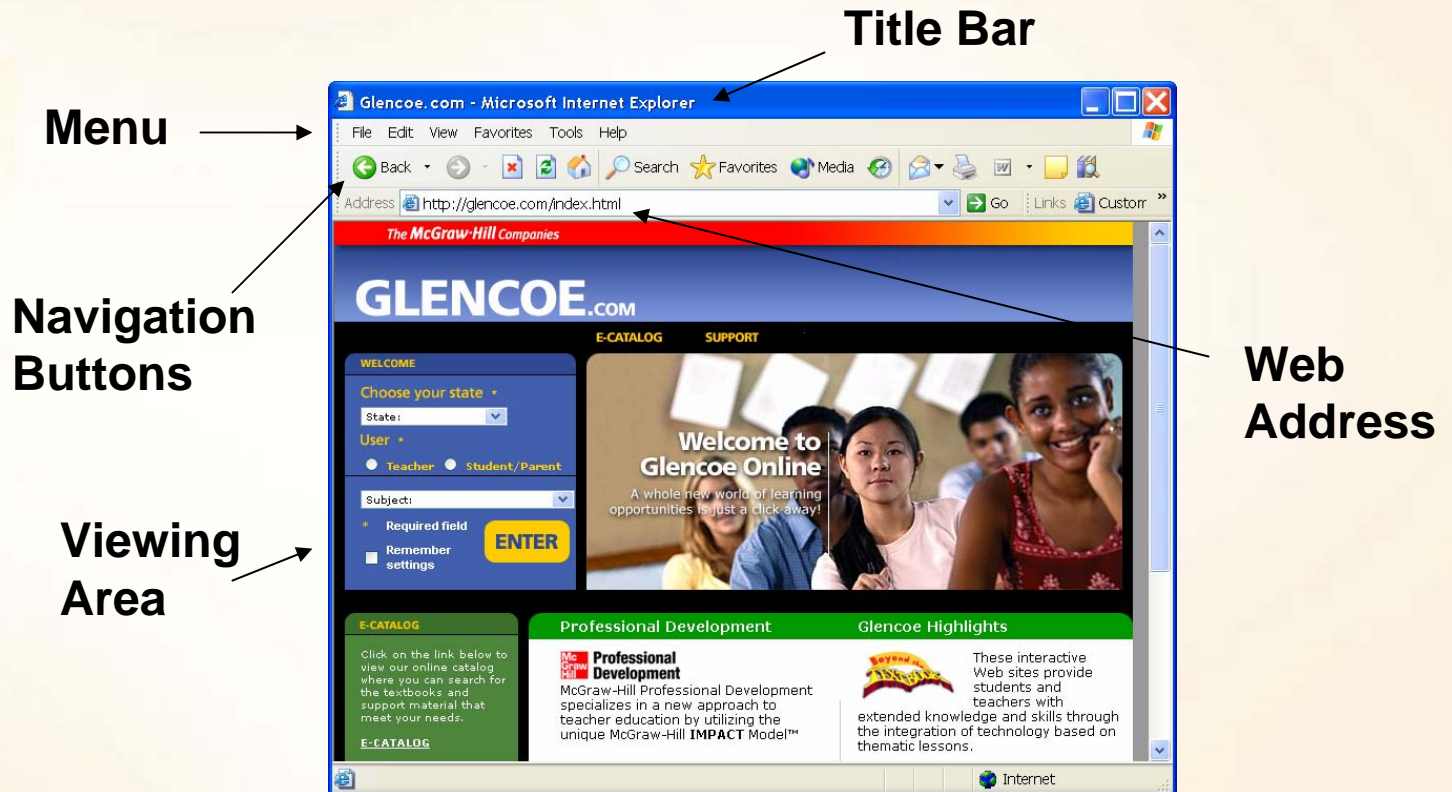 Title Bar
Menu
Navigation
Buttons
Viewing
Area
Web
Address
Glencoe.com - Microsoft Internet Explorer
File Edit View Favorites Tools Help
Back Search Favorites Media
Address http://glencoe.com/index.html Go Links Custom »
The McGraw·Hill Companies
GLENCOE.COM
E-CATALOG SUPPORT
WELCOME
Choose your state *
State:
User *
Teacher Student/Parent
Subject:
* Required field
Remember
settings
ENTER
Welcome to
Glencoe Online
A whole new world of learning
opportunities is just a click away!
E-CATALOG
Click on the link below to
view our online catalog
where you can search for
the textbooks and
support material that
meet your needs.
E-CATALOG
Professional Development
Mc
Graw
Hill
Professional
Development
McGraw-Hill Professional Development
specializes in a new approach to
teacher education by utilizing the
unique McGraw-Hill IMPACT Model™
Glencoe Highlights
Beyond the
TEXTBOOK
These interactive
Web sites provide
students and
teachers with
extended knowledge and skills through
the integration of technology based on
thematic lessons.
Internet